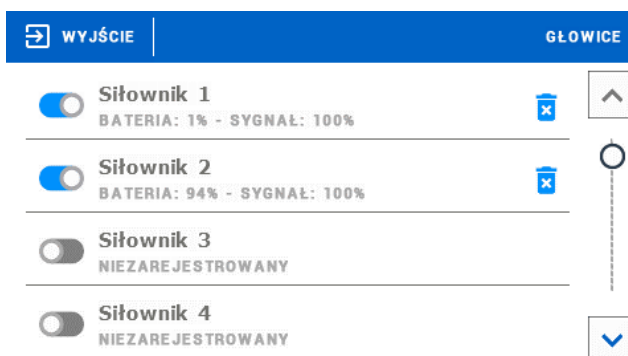 WYJŚCIE
GŁOWICE
Siłownik 1
BATERIA: 1% - SYGNAŁ: 100%
Siłownik 2
BATERIA: 94% - SYGNAŁ: 100%
Siłownik 3
NIEZAREJESTROWANY
Siłownik 4
NIEZAREJESTROWANY